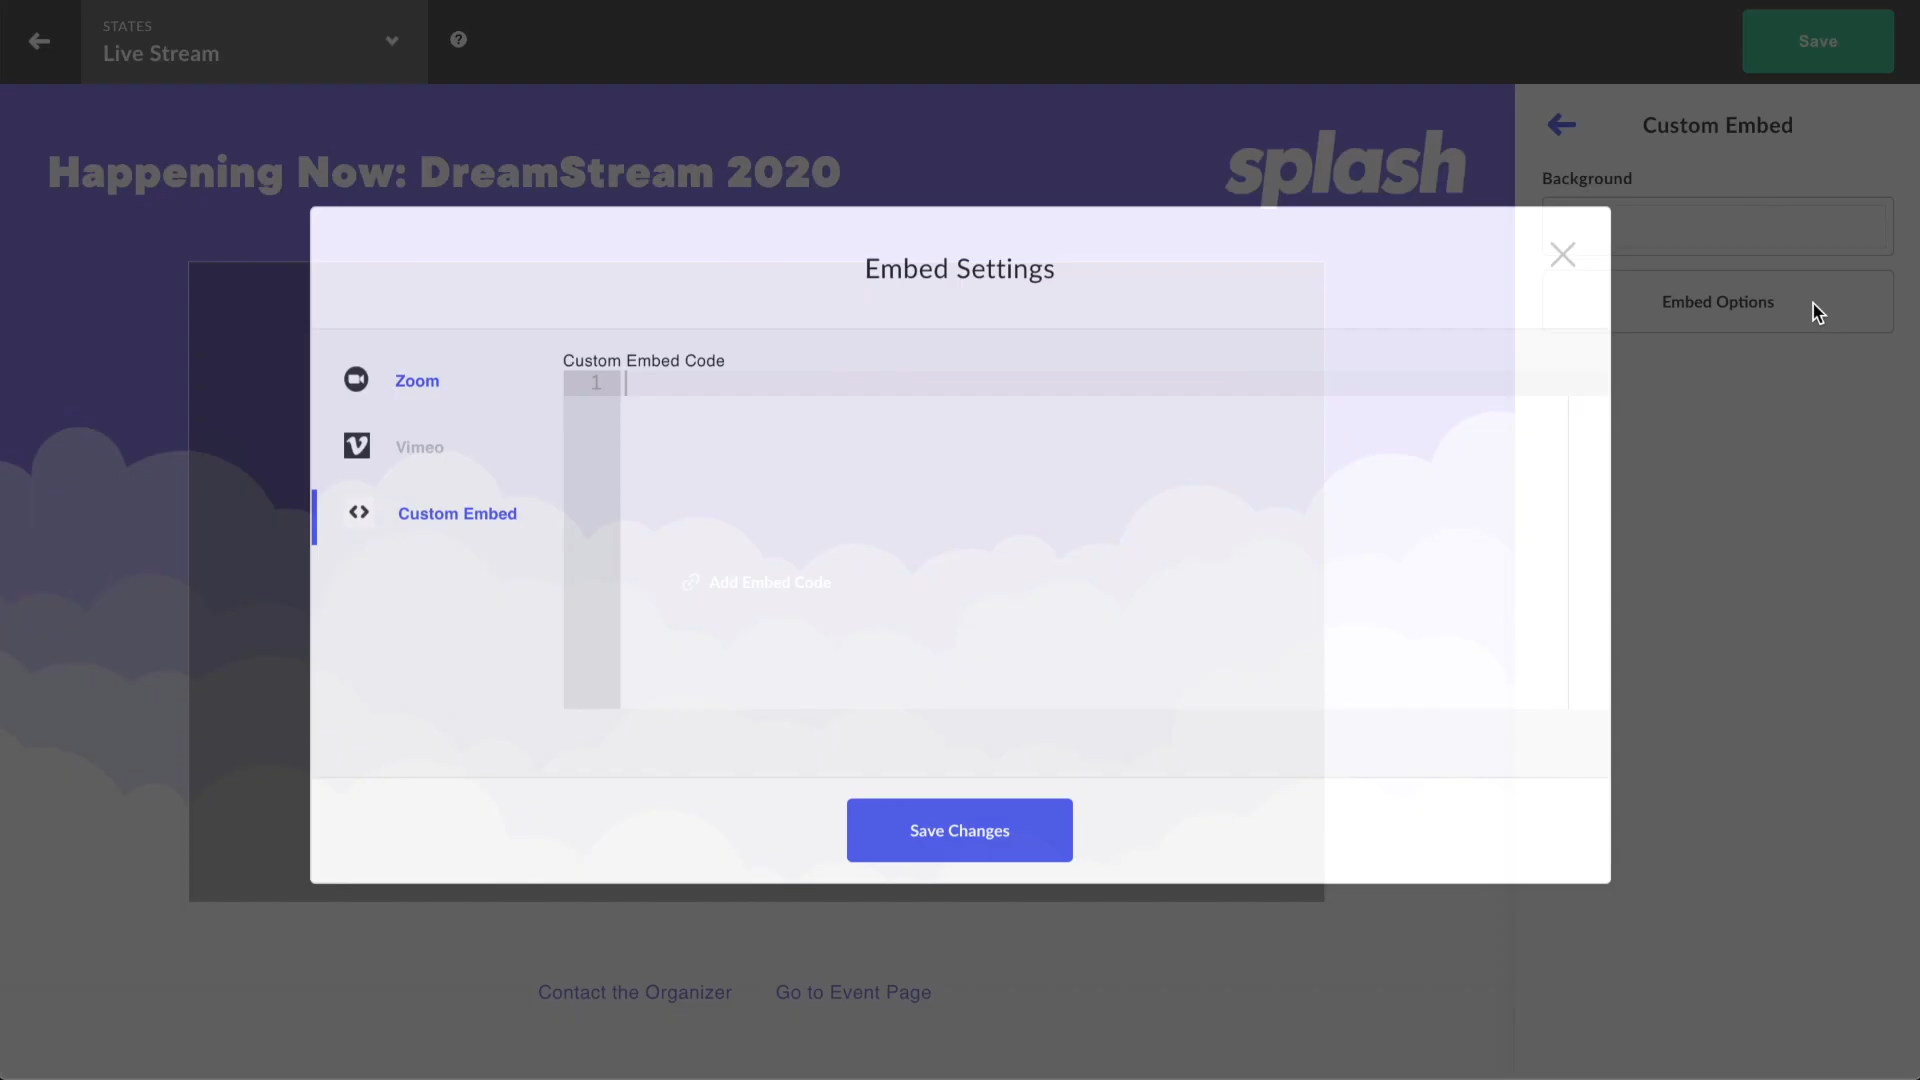 STATES
Live Stream
Save
Happening Now: DreamStream 2020
splash
Custom Embed
Background
Embed Options
Embed Settings
Zoom
Vimeo
Custom Embed
Custom Embed Code
1
Add Embed Code
Save Changes
Contact the Organizer
Go to Event Page